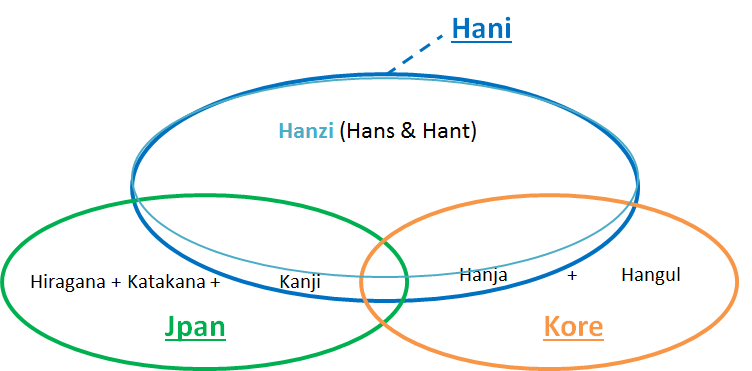 Hani
Hanzi (Hans & Hant)
Hiragana + Katakana + Kanji
Hanja + Hangul
Jpan
Kore